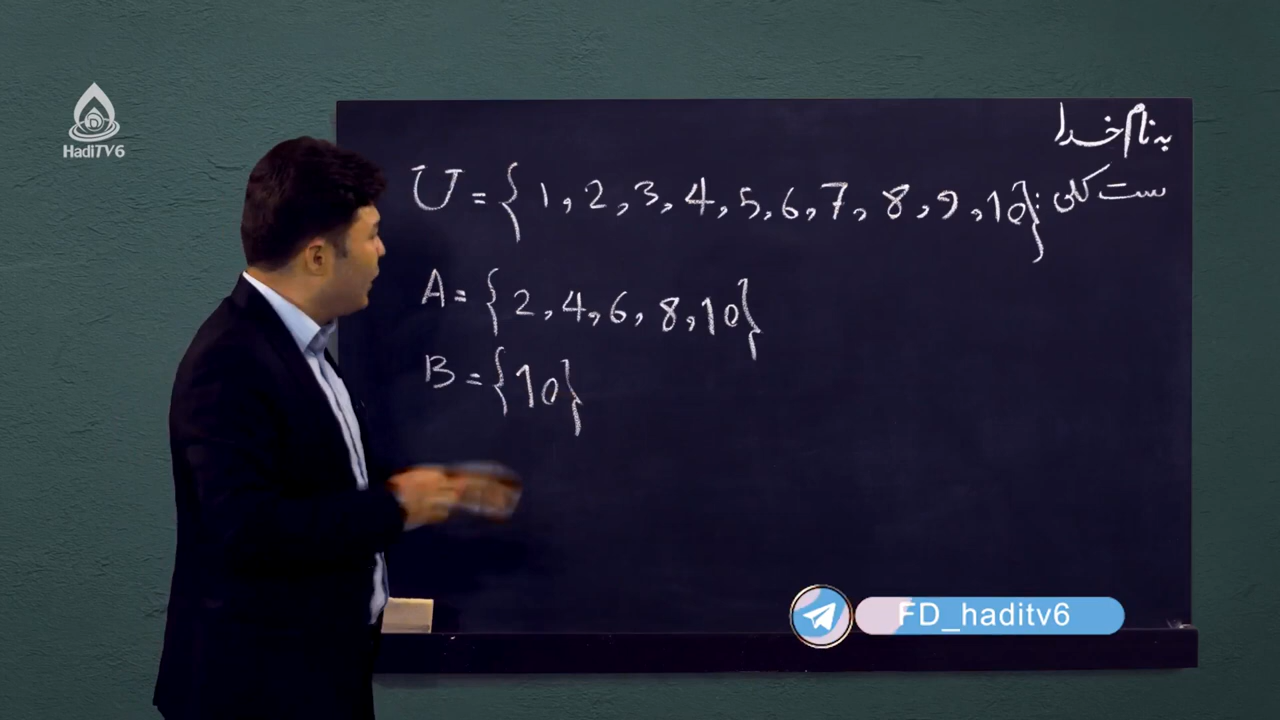 به نام خدا
ست کلی:
U = {1, 2, 3, 4, 5, 6, 7, 8, 9, 10}
A = {2, 4, 6, 8, 10}
B = {10}
HadiTV6
FD_haditv6